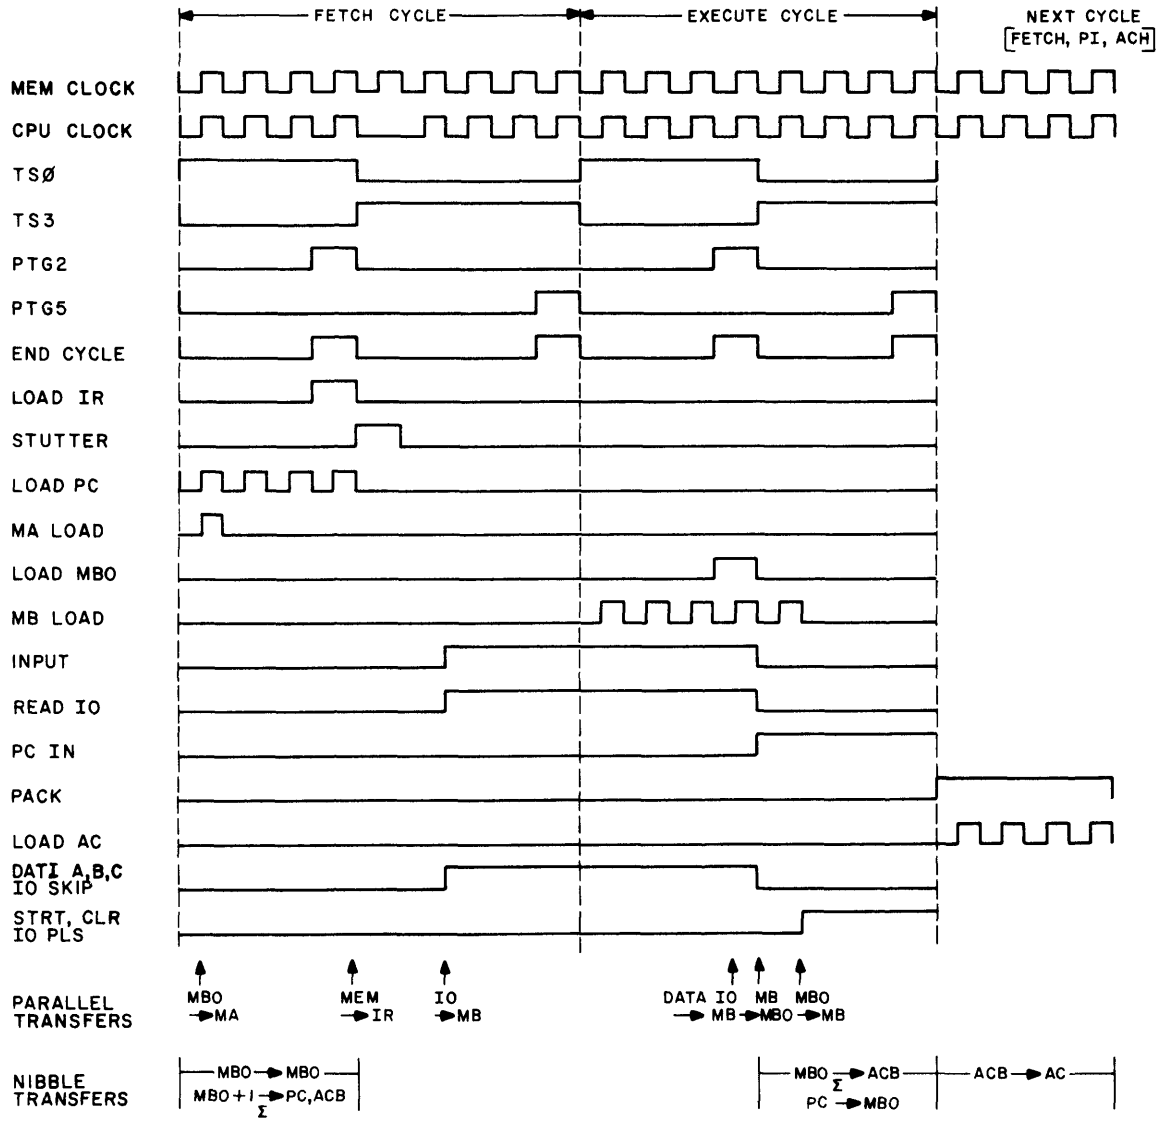 FETCH CYCLE EXECUTE CYCLE NEXT CYCLE
[FETCH, PI, ACH]
MEM CLOCK
CPU CLOCK
TSØ
TS3
PTG2
PTG5
END CYCLE
LOAD IR
STUTTER
LOAD PC
MA LOAD
LOAD MBO
MB LOAD
INPUT
READ IO
PC IN
PACK
LOAD AC
DATI A,B,C
IO SKIP
STRT, CLR
IO PLS
PARALLEL TRANSFERS
MBO
→MA
MEM
→IR
IO
→MB
DATA IO
→MB
MB
→MBO
MBO
→MB
NIBBLE TRANSFERS
MBO→MBO
MBO+1→PC,ACB
Σ
MBO→ACB
Σ
PC→MBO
ACB→AC